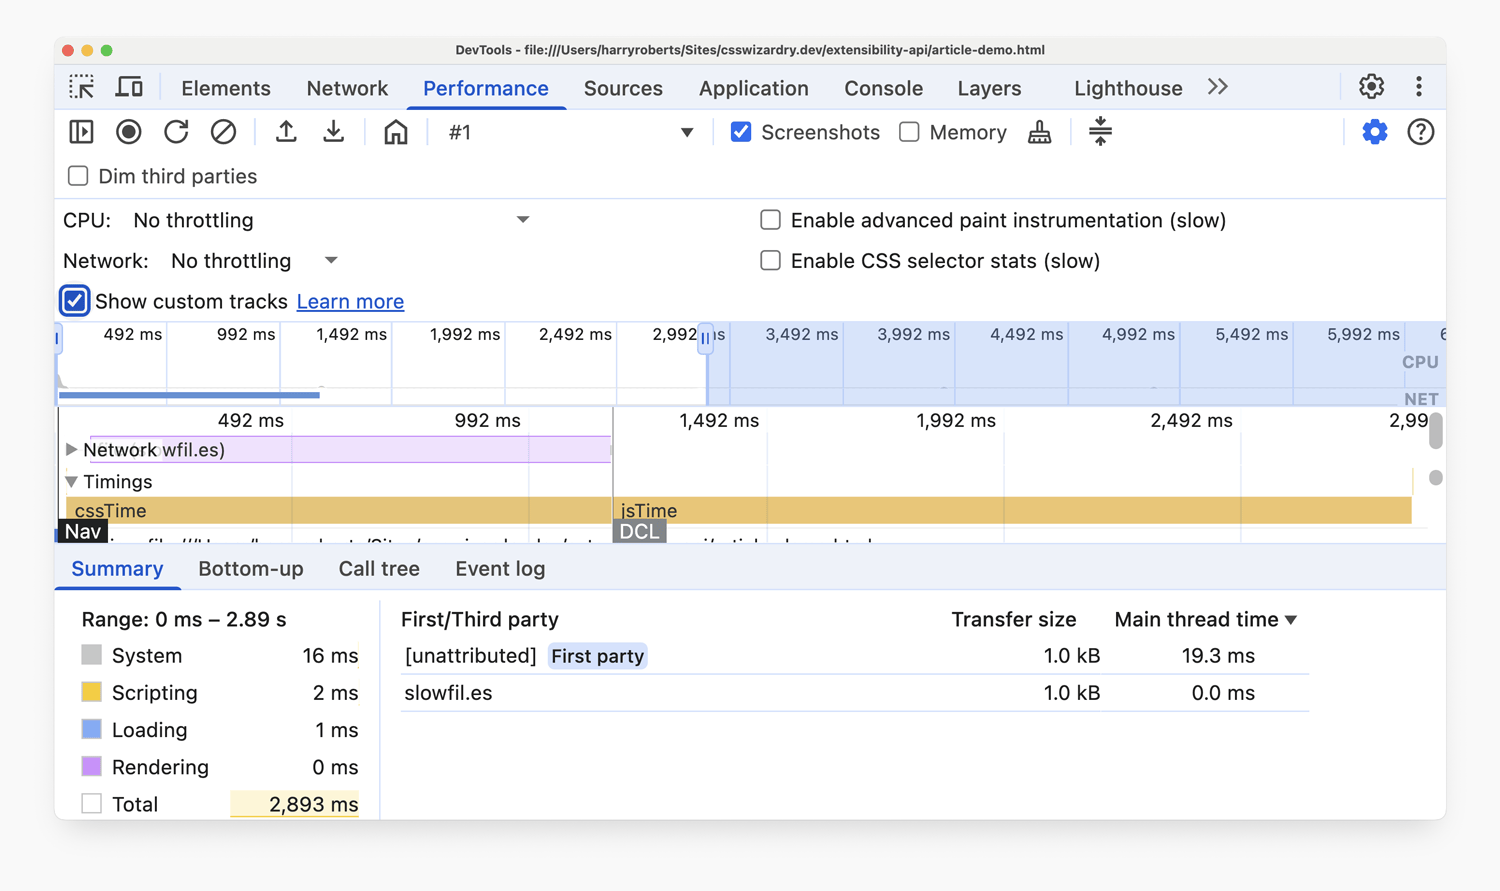 DevTools - file:///Users/harryroberts/Sites/csswizardry.dev/extensibility-api/article-demo.html
Elements Network Performance Sources Application Console Layers Lighthouse
#1 Screenshots Memory
Dim third parties
CPU: No throttling Enable advanced paint instrumentation (slow)
Network: No throttling Enable CSS selector stats (slow)
Show custom tracks Learn more
492 ms 992 ms 1,492 ms 1,992 ms 2,492 ms 2,992 ms 3,492 ms 3,992 ms 4,492 ms 4,992 ms 5,492 ms 5,992 ms 6
CPU
NET
492 ms 992 ms 1,492 ms 1,992 ms 2,492 ms 2,99
Network wfil.es)
Timings
cssTime jsTime
Nav DCL
Summary Bottom-up Call tree Event log
Range: 0 ms – 2.89 s First/Third party Transfer size Main thread time
System 16 ms [unattributed] First party 1.0 kB 19.3 ms
Scripting 2 ms slowfil.es 1.0 kB 0.0 ms
Loading 1 ms
Rendering 0 ms
Total 2,893 ms